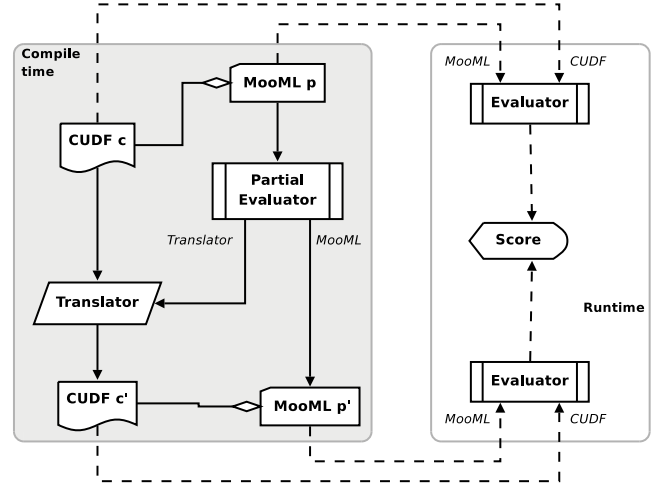 Compile
time
MooML p
CUDF c
Partial
Evaluator
Translator
MooML
Translator
CUDF c'
MooML p'
MooML
CUDF
Evaluator
Score
Runtime
Evaluator
MooML
CUDF